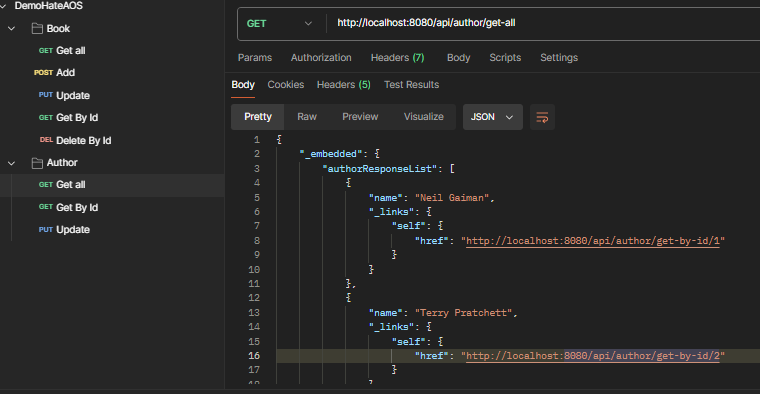 DemoHateAOS
Book
GET Get all
POST Add
PUT Update
GET Get By Id
DEL Delete By Id
Author
GET Get all
GET Get By Id
PUT Update
GET http://localhost:8080/api/author/get-all
Params Authorization Headers (7) Body Scripts Settings
Body Cookies Headers (5) Test Results
Pretty Raw Preview Visualize JSON
1 {
2 "_embedded": {
3 "authorResponseList": [
4 {
5 "name": "Neil Gaiman",
6 "_links": {
7 "self": {
8 "href": "http://localhost:8080/api/author/get-by-id/1"
9 }
10 }
11 },
12 {
13 "name": "Terry Pratchett",
14 "_links": {
15 "self": {
16 "href": "http://localhost:8080/api/author/get-by-id/2"
17 }